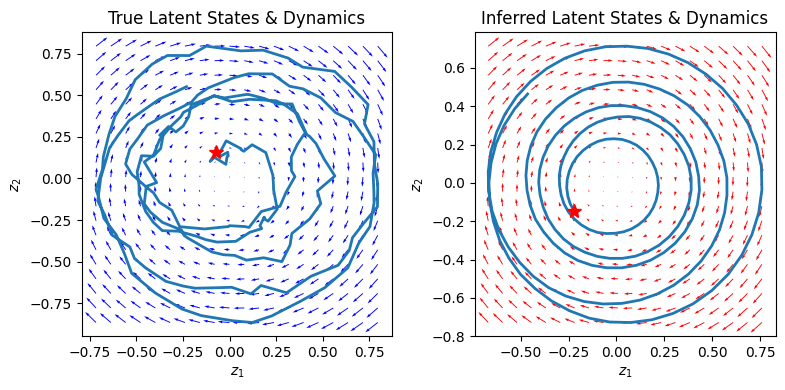 True Latent States & Dynamics
0.75
0.50
0.25
0.00
−0.25
−0.50
−0.75
z₂
−0.75 −0.50 −0.25 0.00 0.25 0.50 0.75
z₁
Inferred Latent States & Dynamics
0.6
0.4
0.2
0.0
−0.2
−0.4
−0.6
−0.8
z₂
−0.50 −0.25 0.00 0.25 0.50 0.75
z₁